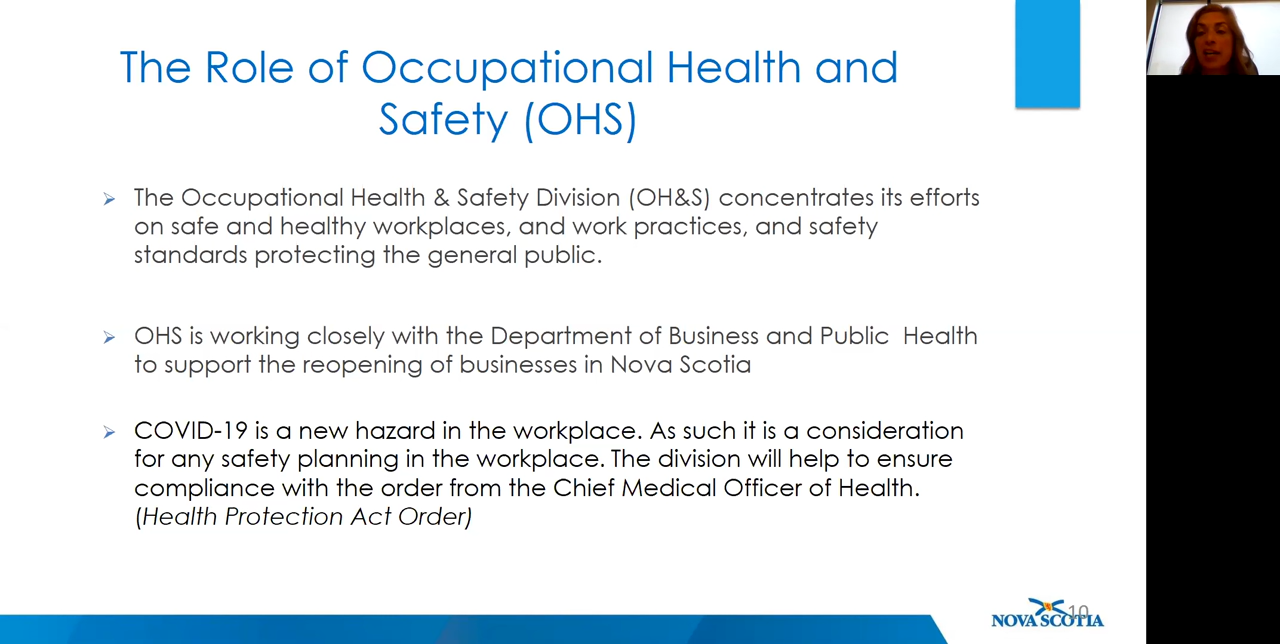 The Role of Occupational Health and
Safety (OHS)
The Occupational Health & Safety Division (OH&S) concentrates its efforts
on safe and healthy workplaces, and work practices, and safety
standards protecting the general public.
OHS is working closely with the Department of Business and Public Health
to support the reopening of businesses in Nova Scotia
COVID-19 is a new hazard in the workplace. As such it is a consideration
for any safety planning in the workplace. The division will help to ensure
compliance with the order from the Chief Medical Officer of Health.
(Health Protection Act Order)
10
NOVA SCOTIA